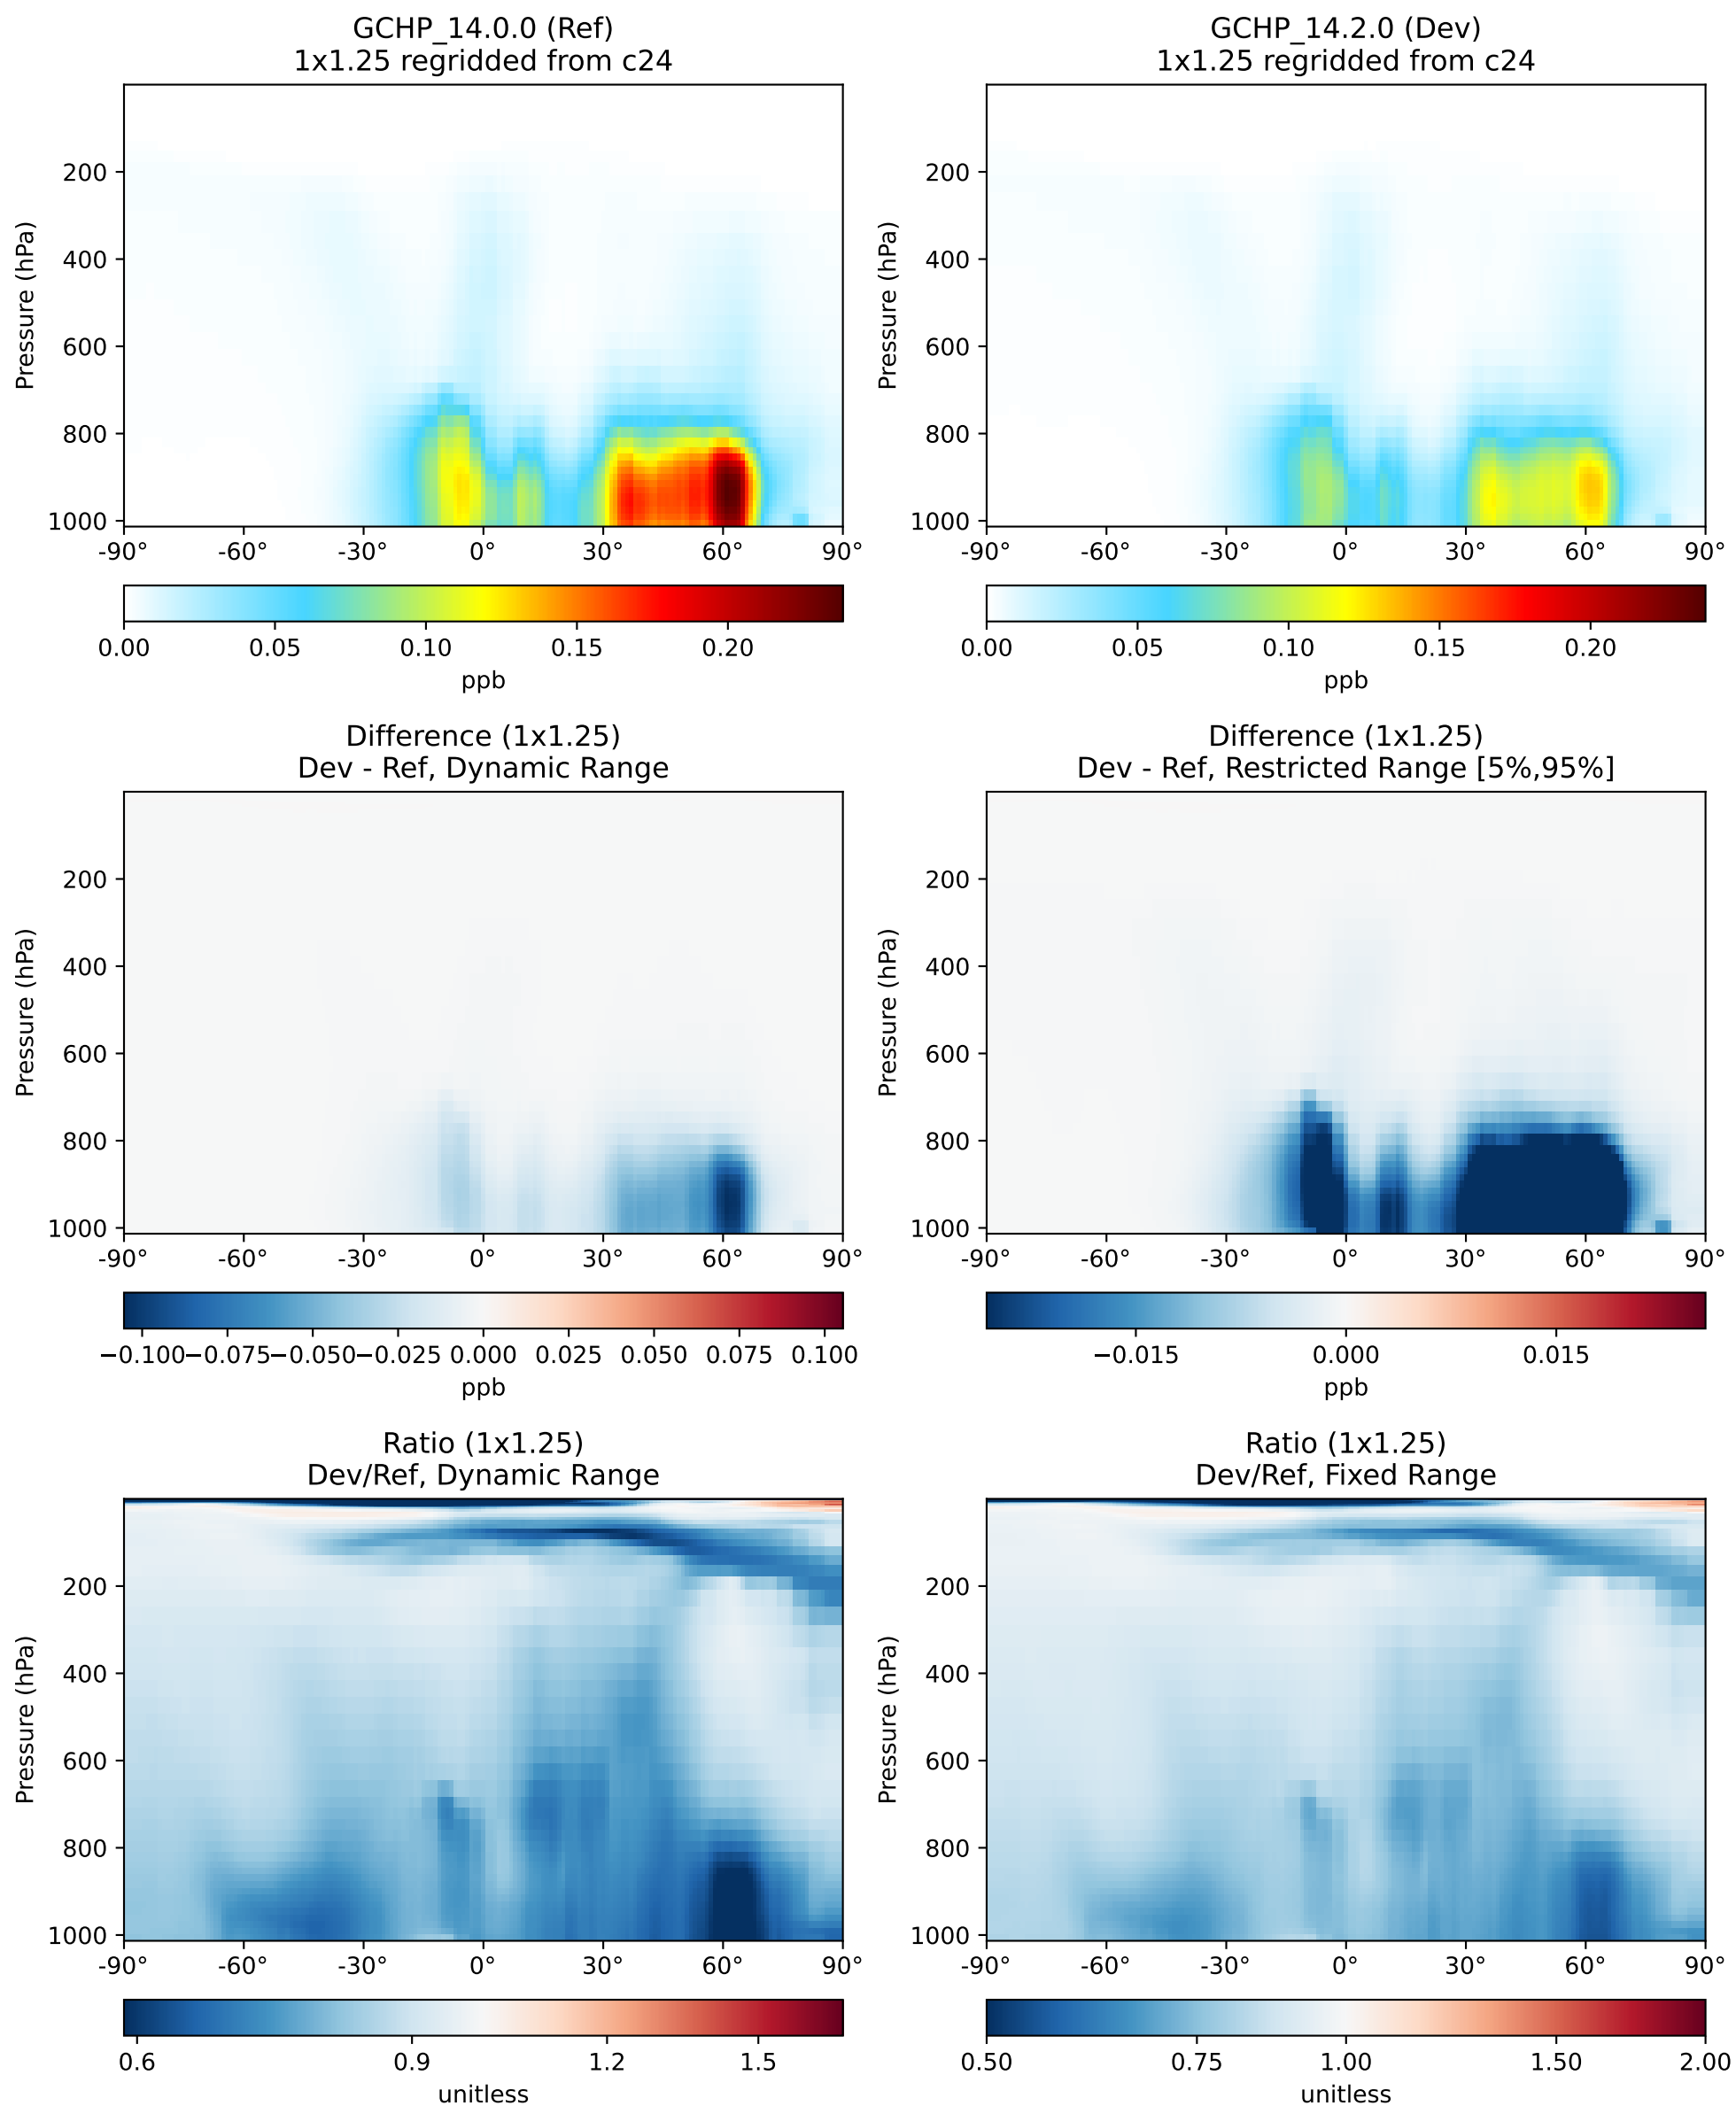 GCHP_14.0.0 (Ref)
1x1.25 regridded from c24
Pressure (hPa)
200
400
600
800
1000
-90° -60° -30° 0° 30° 60° 90°
0.00 0.05 0.10 0.15 0.20
ppb
GCHP_14.2.0 (Dev)
1x1.25 regridded from c24
Pressure (hPa)
200
400
600
800
1000
-90° -60° -30° 0° 30° 60° 90°
0.00 0.05 0.10 0.15 0.20
ppb
Difference (1x1.25)
Dev - Ref, Dynamic Range
Pressure (hPa)
200
400
600
800
1000
-90° -60° -30° 0° 30° 60° 90°
−0.100 −0.075 −0.050 −0.025 0.000 0.025 0.050 0.075 0.100
ppb
Difference (1x1.25)
Dev - Ref, Restricted Range [5%,95%]
Pressure (hPa)
200
400
600
800
1000
-90° -60° -30° 0° 30° 60° 90°
−0.015 0.000 0.015
ppb
Ratio (1x1.25)
Dev/Ref, Dynamic Range
Pressure (hPa)
200
400
600
800
1000
-90° -60° -30° 0° 30° 60° 90°
0.6 0.9 1.2 1.5
unitless
Ratio (1x1.25)
Dev/Ref, Fixed Range
Pressure (hPa)
200
400
600
800
1000
-90° -60° -30° 0° 30° 60° 90°
0.50 0.75 1.00 1.50 2.00
unitless